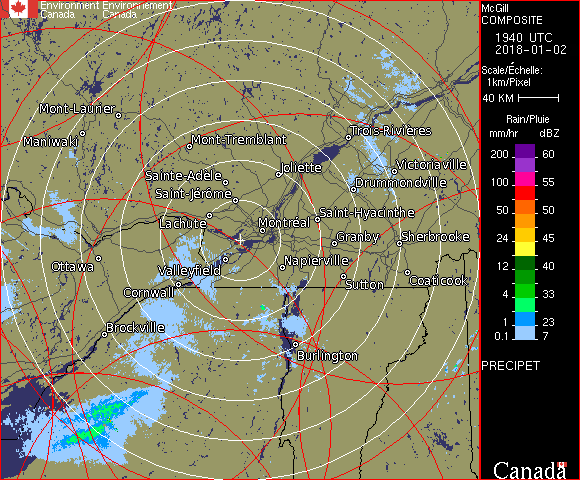 Environment Environnement
Canada Canada
McGill
COMPOSITE
1940 UTC
2018-01-02
Scale/Échelle:
1km/Pixel
40 KM
Rain/Pluie
mm/hr dBZ
200 60
150 55
100 55
50 50
24 45
12 40
4 33
1 23
0.1 7
PRECIPET
Canada
Mont-Laurier
Maniwaki
Mont-Tremblant
Trois-Rivières
Sainte-Adèle
Joliette
Victoriaville
Saint-Jérôme
Drummondville
Lachute
Montréal
Saint-Hyacinthe
Granby
Sherbrooke
Ottawa
Valleyfield
Napierville
Sutton
Coaticook
Cornwall
Brockville
Burlington